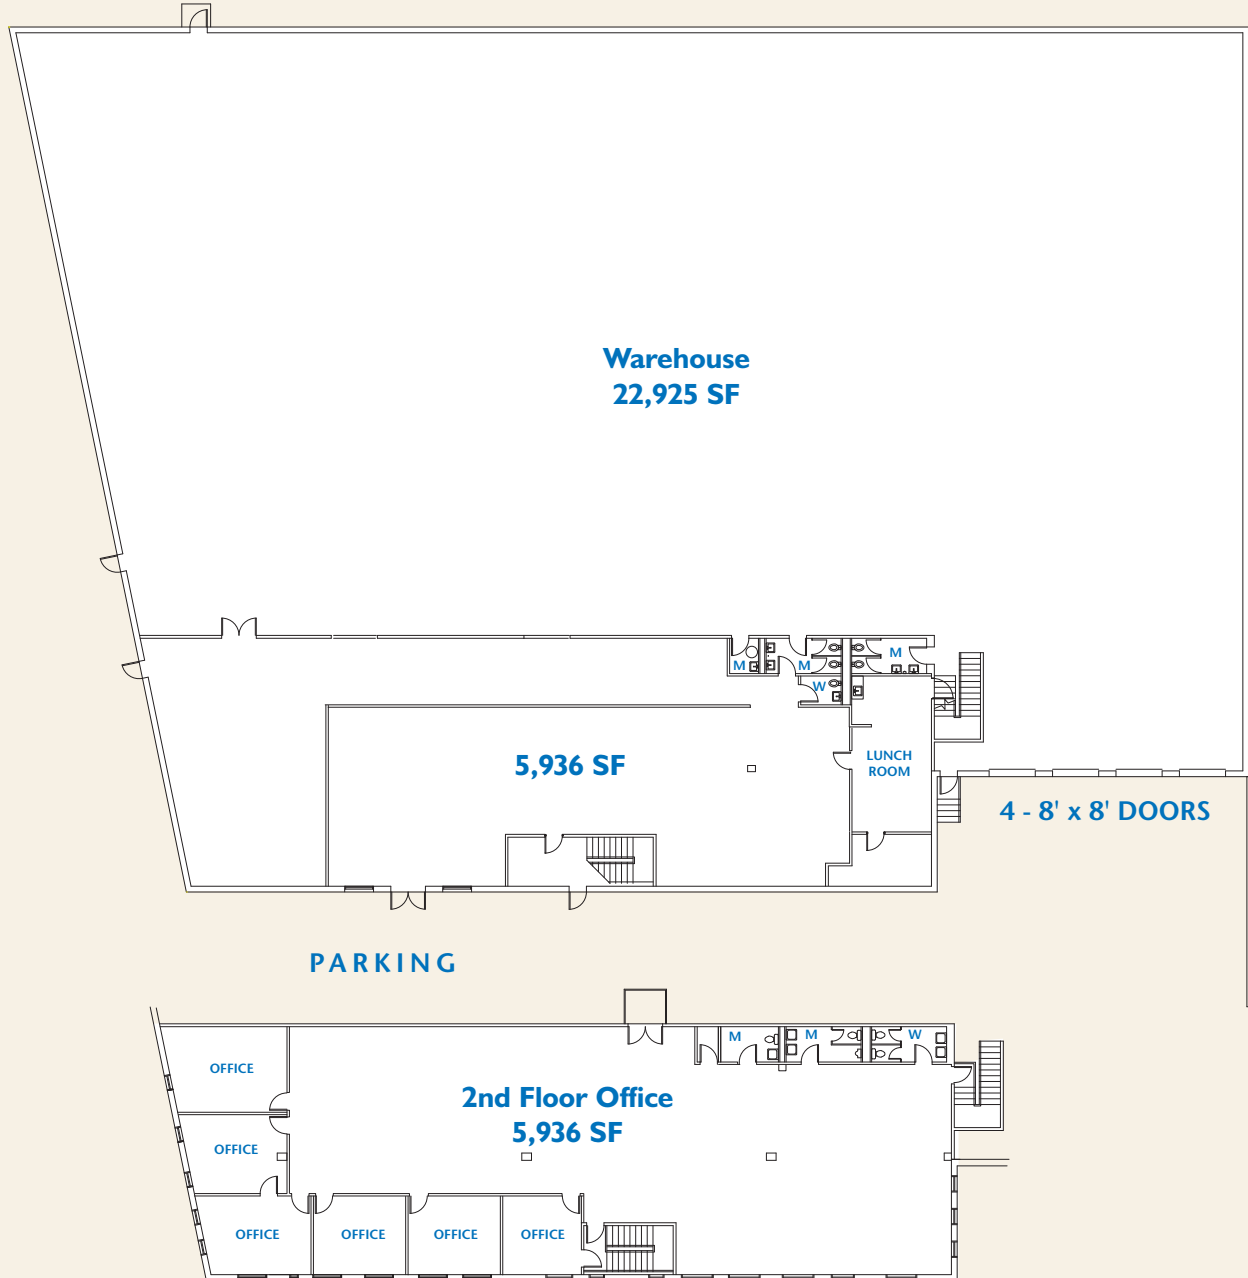 Warehouse
22,925 SF
M
M
M
W
5,936 SF
LUNCH
ROOM
4 - 8' x 8' DOORS
PARKING
M
M
W
OFFICE
2nd Floor Office
5,936 SF
OFFICE
OFFICE
OFFICE
OFFICE
OFFICE